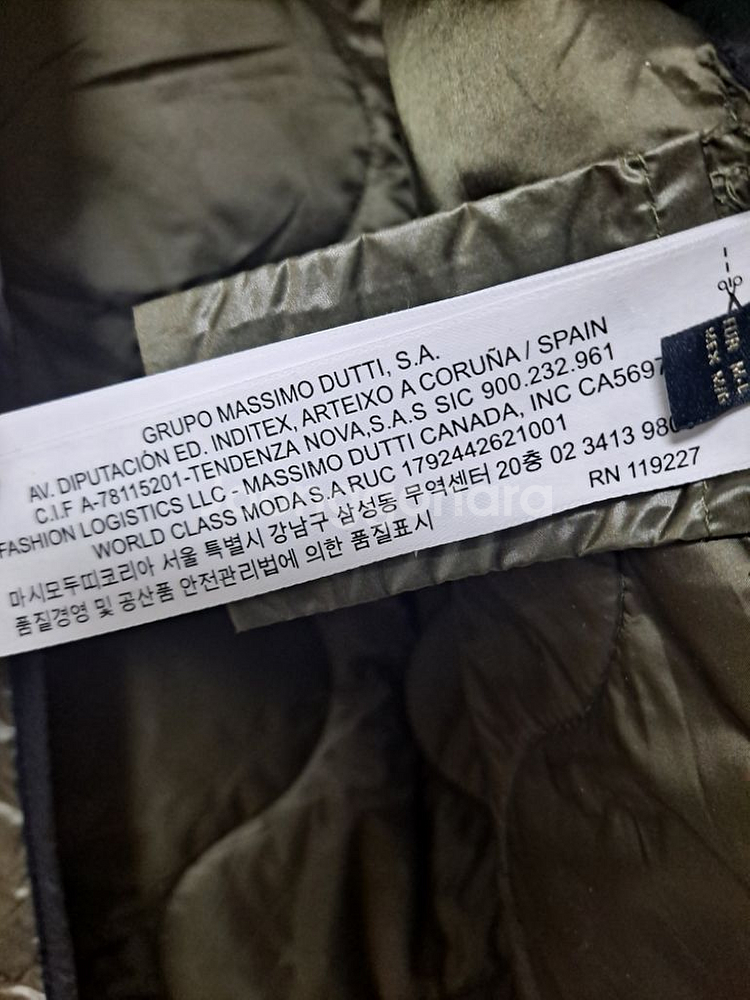 GRUPO MASSIMO DUTTI, S.A.
AV. DIPUTACIÓN ED. INDITEX, ARTEIXO A CORUÑA / SPAIN
C.I.F A-78115201-TENDENZA NOVA,S.A.S SIC 900.232.961
FASHION LOGISTICS LLC - MASSIMO DUTTI CANADA, INC CA5697
WORLD CLASS MODA S.A RUC 1792442621001
마시모두띠코리아 서울 특별시 강남구 삼성동 무역센터 20층 02 3413 980
품질경영 및 공산품 안전관리법에 의한 품질표시
RN 119227